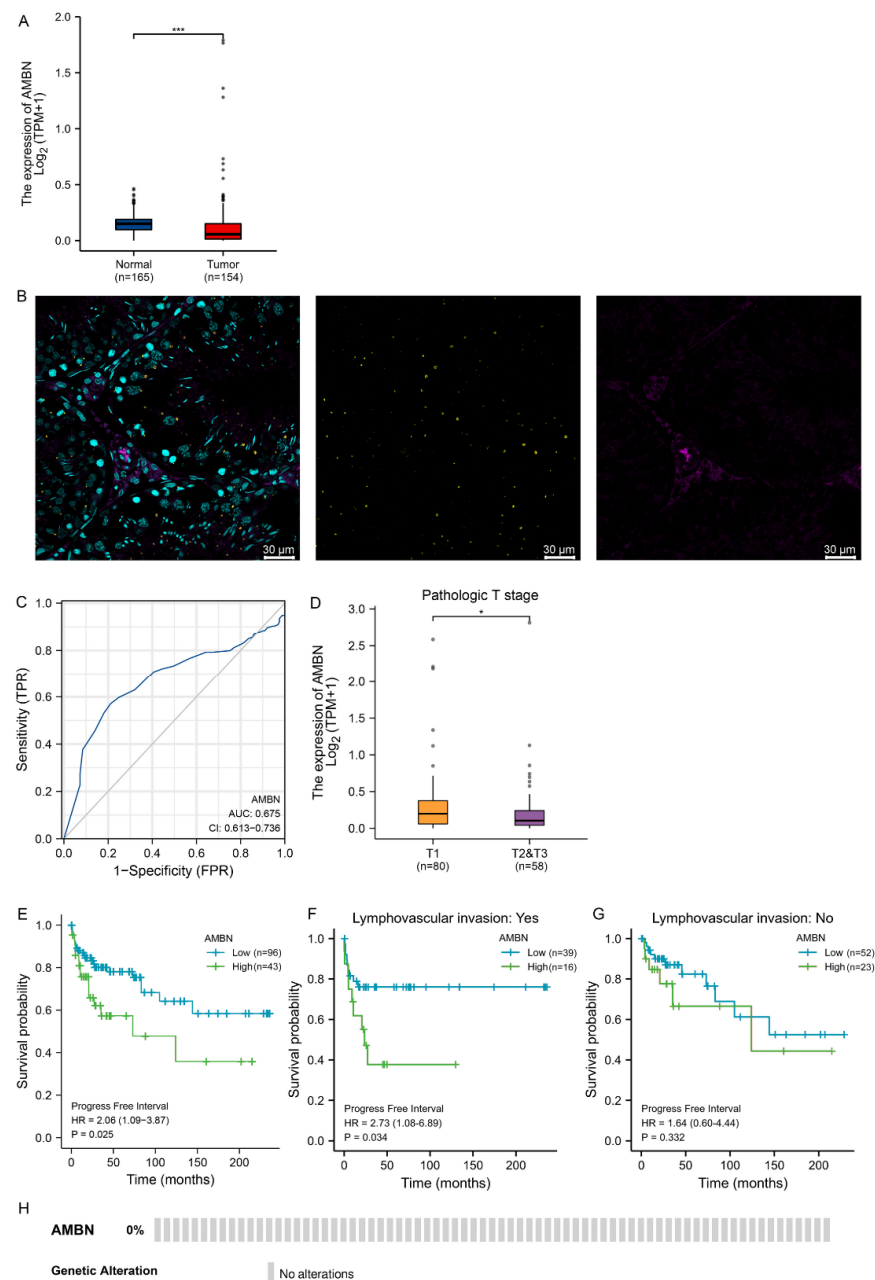 A
The expression of AMBN
Log2 (TPM+1)
2.0
1.5
1.0
0.5
0.0
***
Normal
(n=165)
Tumor
(n=154)
B
30 μm
30 μm
30 μm
C
Sensitivity (TPR)
1.0
0.8
0.6
0.4
0.2
0.0
0.0 0.2 0.4 0.6 0.8 1.0
1−Specificity (FPR)
AMBN
AUC: 0.675
CI: 0.613−0.736
D
Pathologic T stage
The expression of AMBN
Log2 (TPM+1)
3.0
2.5
2.0
1.5
1.0
0.5
0.0
*
T1
(n=80)
T2&T3
(n=58)
E
Survival probability
1.0
0.8
0.6
0.4
0.2
0.0
AMBN
Low (n=96)
High(n=43)
Progress Free Interval
HR = 2.06 (1.09−3.87)
P = 0.025
0 50 100 150 200
Time (months)
F
Lymphovascular invasion: Yes
Survival probability
1.0
0.8
0.6
0.4
0.2
0.0
AMBN
Low (n=39)
High(n=16)
Progress Free Interval
HR = 2.73 (1.08-6.89)
P = 0.034
0 50 100 150 200
Time (months)
G
Lymphovascular invasion: No
Survival probability
1.0
0.8
0.6
0.4
0.2
0.0
AMBN
Low (n=52)
High(n=23)
Progress Free Interval
HR = 1.64 (0.60-4.44)
P = 0.332
0 50 100 150 200
Time (months)
H
AMBN 0%
Genetic Alteration No alterations